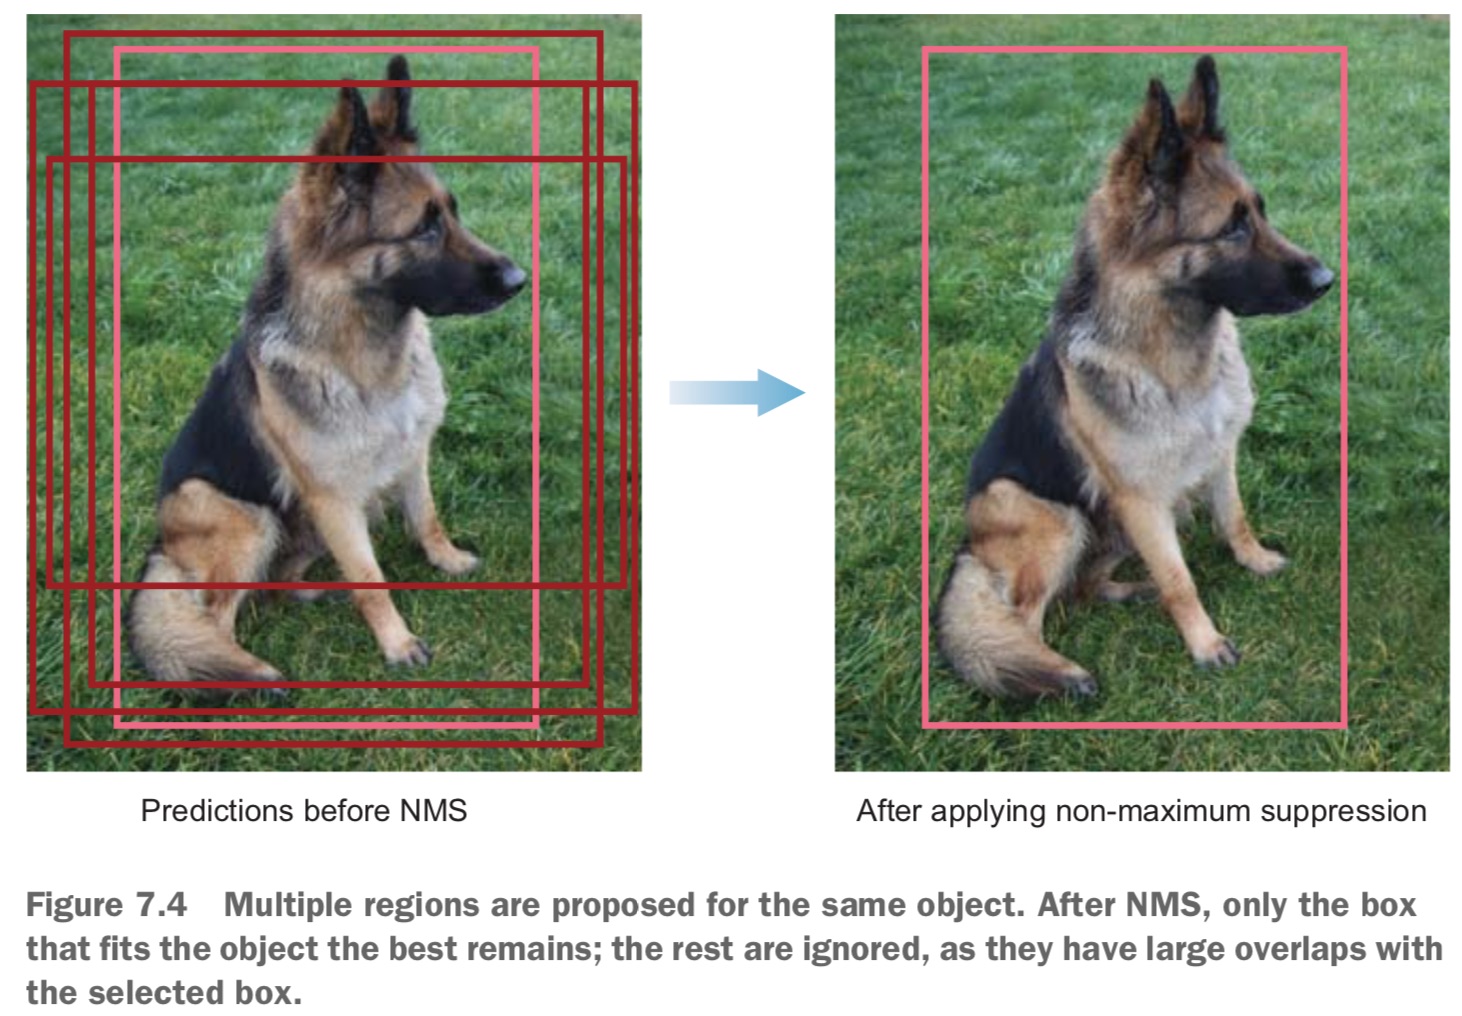 Predictions before NMS
After applying non-maximum suppression
Figure 7.4 Multiple regions are proposed for the same object. After NMS, only the box
that fits the object the best remains; the rest are ignored, as they have large overlaps with
the selected box.